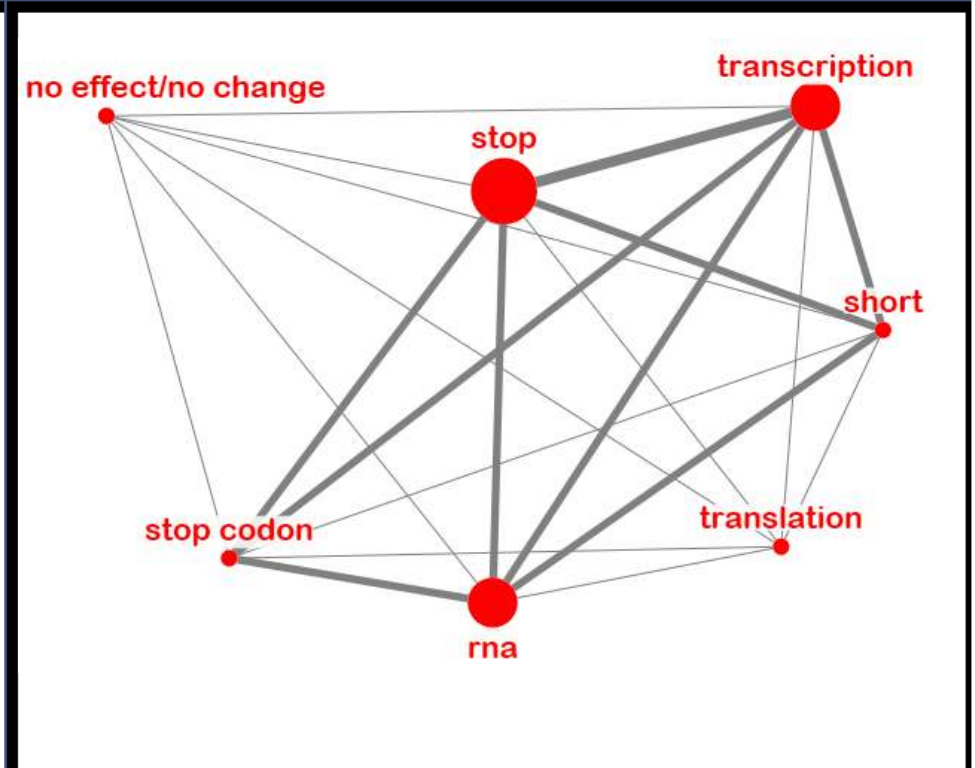 transcription
no effect/no change
stop
short
translation
stop codon
rna